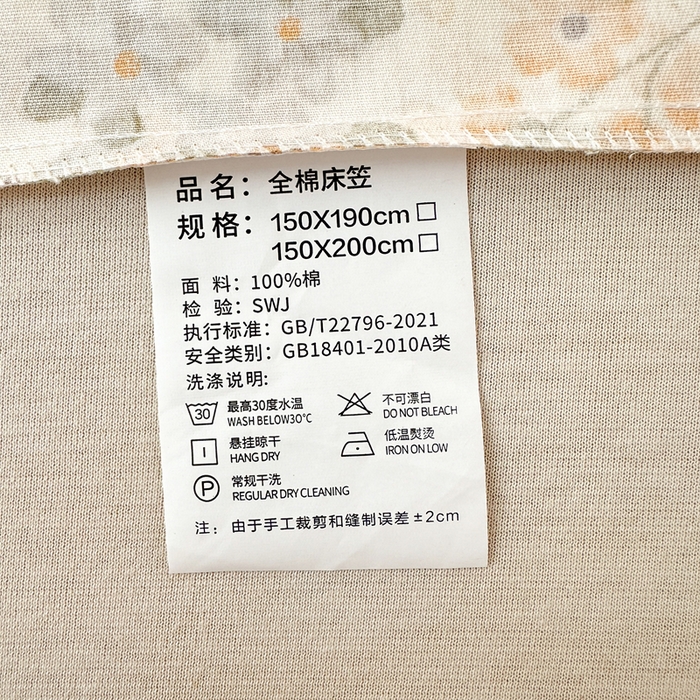 品名：全棉床笠
规格：150X190cm□
150X200cm□
面 料：100%棉
检 验：SWJ
执行标准：GB/T22796-2021
安全类别：GB18401-2010A类
洗涤说明:
30 最高30度水温 不可漂白
WASH BELOW30℃ DO NOT BLEACH
悬挂晾干 低温熨烫
HANG DRY IRON ON LOW
P 常规干洗
REGULAR DRY CLEANING
注：由于手工裁剪和缝制误差±2cm